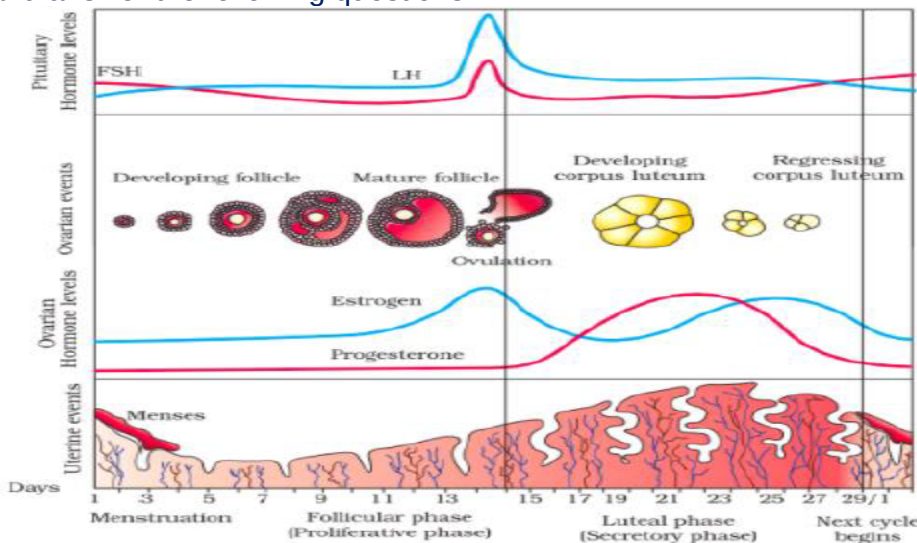 Pituitary
Hormone levels
FSH
LH
Ovarian events
Developing follicle
Mature follicle
Developing
corpus luteum
Regressing
corpus luteum
Ovulation
Ovarian
Hormone levels
Estrogen
Progesterone
Uterine events
Menses
Days
1 3 5 7 9 11 13 15 17 19 21 23 25 27 29/1
Menstruation
Follicular phase
(Proliferative phase)
Luteal phase
(Secretory phase)
Next cycle
begins